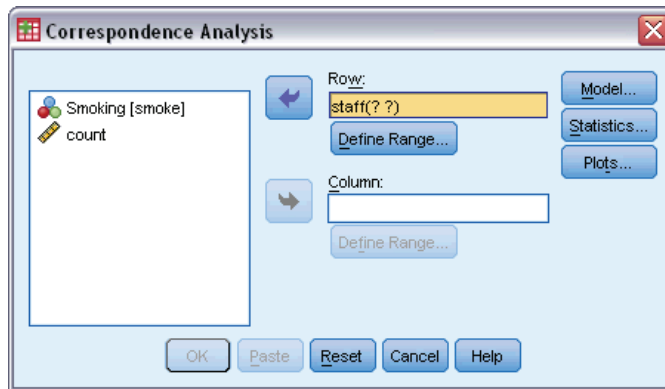 Correspondence Analysis
Smoking [smoke]
count
Row:
staff(? ?)
Define Range...
Column:
Define Range...
Model...
Statistics...
Plots...
OK
Paste
Reset
Cancel
Help